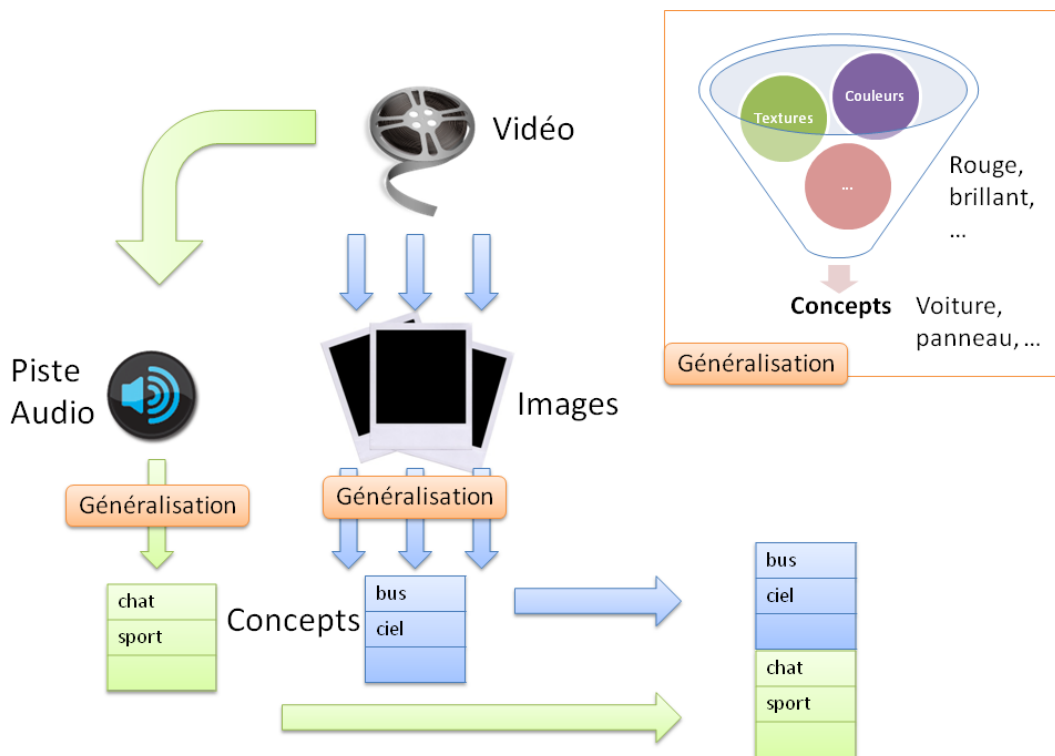 Vidéo
Piste
Audio
Images
Généralisation
Généralisation
chat
sport
Concepts
bus
ciel
bus
ciel
chat
sport
Textures
Couleurs
...
Rouge,
brillant,
...
Concepts
Voiture,
panneau, ...
Généralisation